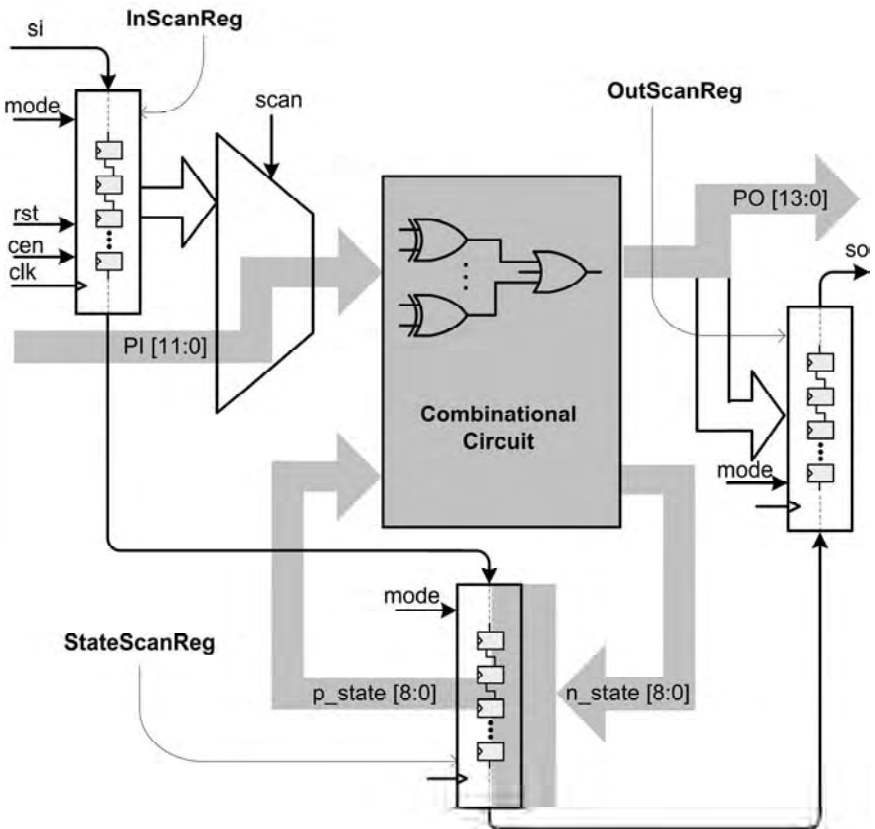 InScanReg
si
mode
scan
OutScanReg
PO [13:0]
so
rst
cen
clk
PI [11:0]
Combinational
Circuit
mode
mode
StateScanReg
p_state [8:0]
n_state [8:0]